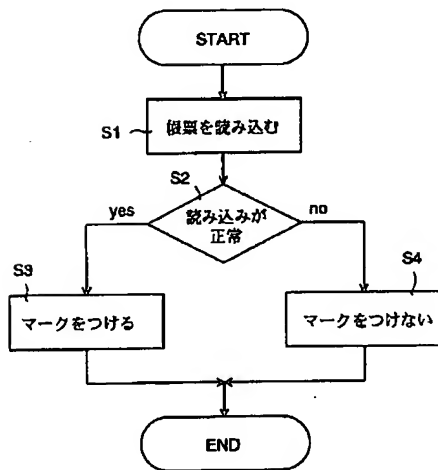 START
S1
帳票を読み込む
S2
読み込みが
正常
yes
no
S3
マークをつける
S4
マークをつけない
END